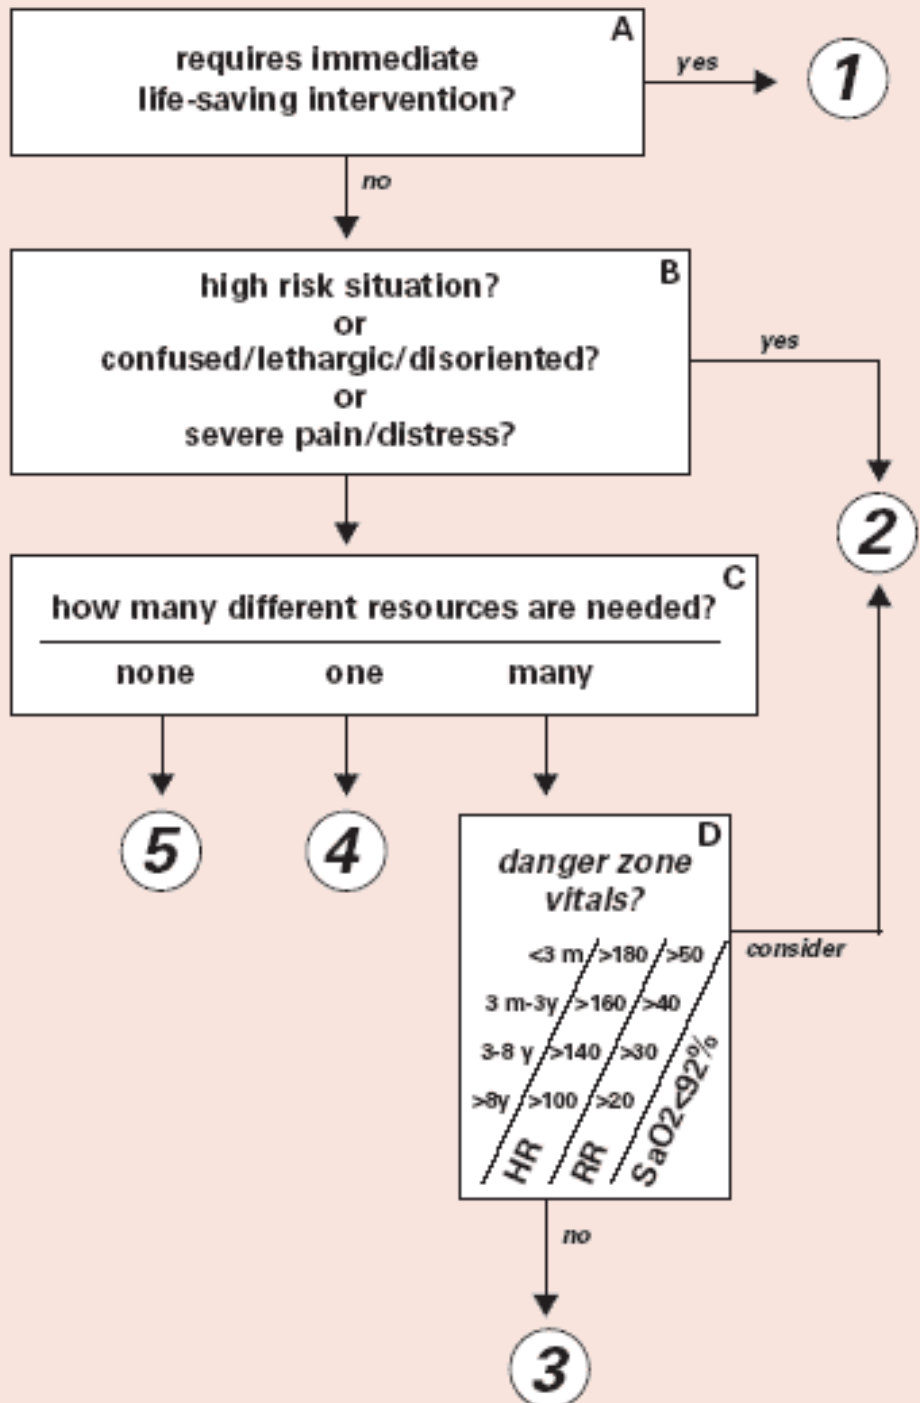 A
requires immediate
life-saving intervention?
yes
1
no
B
high risk situation?
or
confused/lethargic/disoriented?
or
severe pain/distress?
yes
2
C
how many different resources are needed?
none one many
5 4
D
danger zone
vitals?
<3 m >180 >50
3 m-3y >160 >40
3-8 y >140 >30
>8y >100 >20
HR RR SaO2<92%
consider
no
3